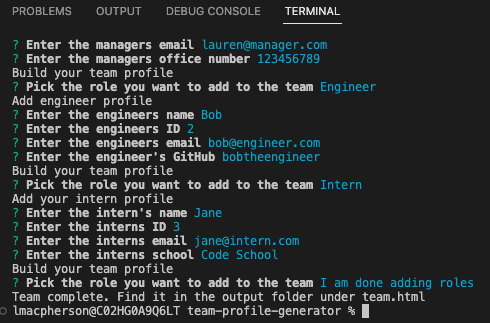 PROBLEMS OUTPUT DEBUG CONSOLE TERMINAL
? Enter the managers email lauren@manager.com
? Enter the managers office number 123456789
Build your team profile
? Pick the role you want to add to the team Engineer
Add engineer profile
? Enter the engineers name Bob
? Enter the engineers ID 2
? Enter the engineers email bob@engineer.com
? Enter the engineer's GitHub bobtheengineer
Build your team profile
? Pick the role you want to add to the team Intern
Add your intern profile
? Enter the intern's name Jane
? Enter the interns ID 3
? Enter the interns email jane@intern.com
? Enter the interns school Code School
Build your team profile
? Pick the role you want to add to the team I am done adding roles
Team complete. Find it in the output folder under team.html
lmacpherson@C02HG0A9Q6LT team-profile-generator %